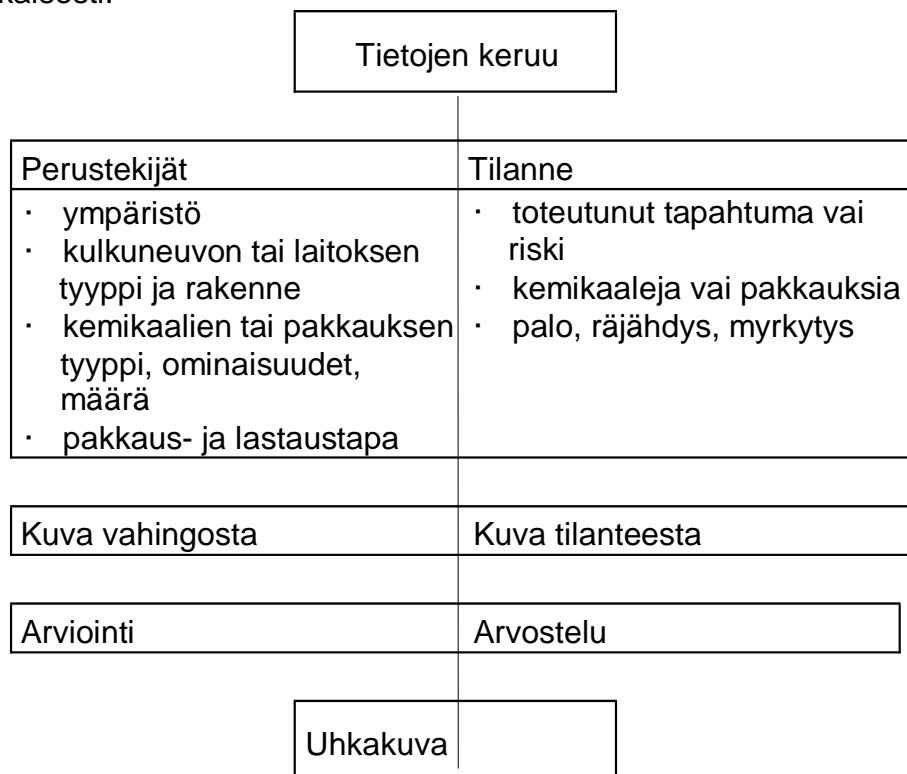 Tietojen keruu
Perustekijät
· ympäristö
· kulkuneuvon tai laitoksen
tyyppi ja rakenne
· kemikaalien tai pakkauksen
tyyppi, ominaisuudet,
määrä
· pakkaus- ja lastaustapa
Tilanne
· toteutunut tapahtuma vai
riski
· kemikaaleja vai pakkauksia
· palo, räjähdys, myrkytys
Kuva vahingosta
Kuva tilanteesta
Arviointi
Arvostelu
Uhkakuva